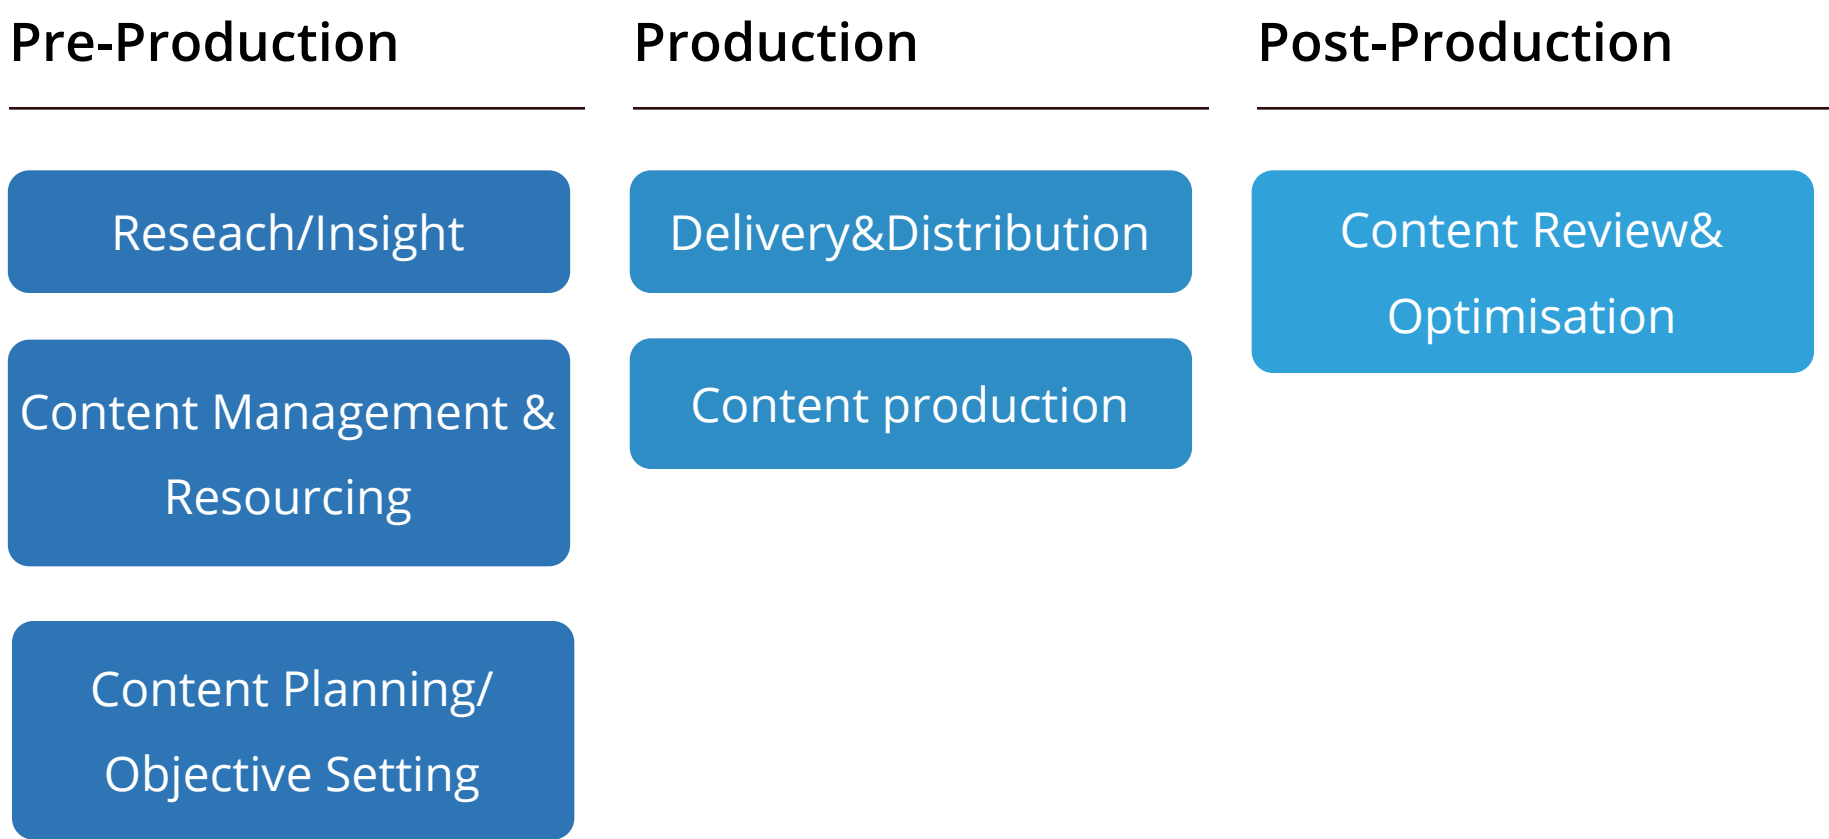 Pre-Production
Reseach/Insight
Content Management &
Resourcing
Content Planning/
Objective Setting
Production
Delivery&Distribution
Content production
Post-Production
Content Review&
Optimisation